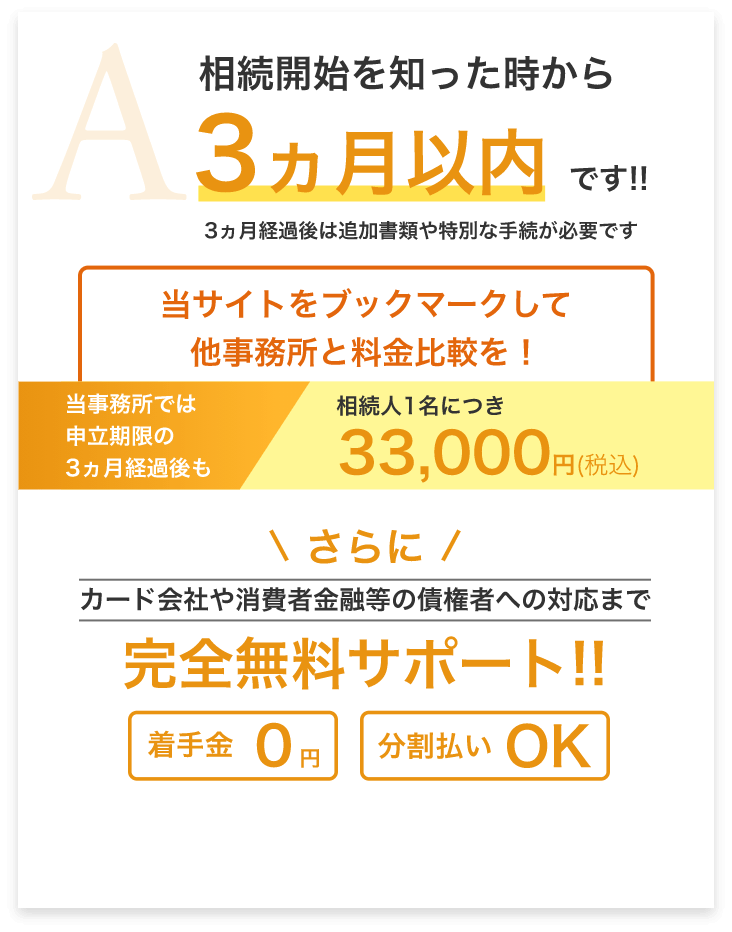 A
相続開始を知った時から
3ヵ月以内 です!!
3ヵ月経過後は追加書類や特別な手続が必要です
当サイトをブックマークして
他事務所と料金比較を！
当事務所では
申立期限の
3ヵ月経過後も
相続人1名につき
33,000円(税込)
\ さらに /
カード会社や消費者金融等の債権者への対応まで
完全無料サポート!!
着手金 0円
分割払い OK